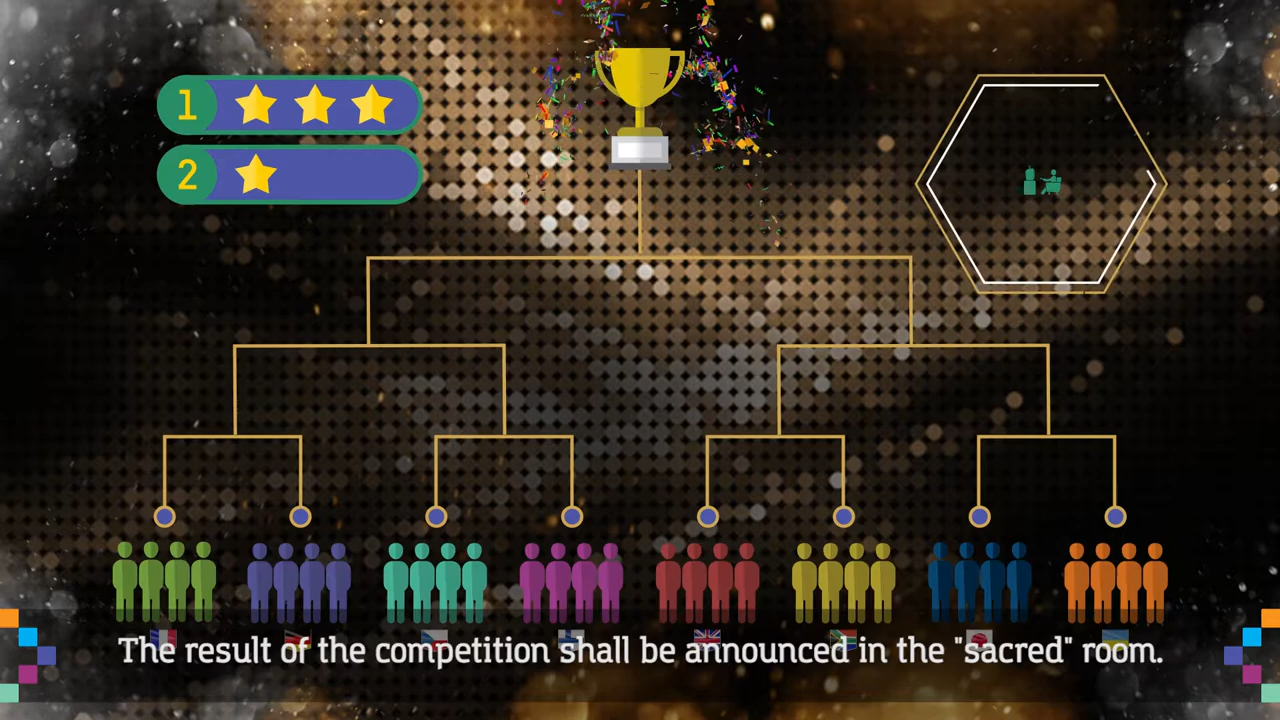 1
2
The result of the competition shall be announced in the "sacred" room.